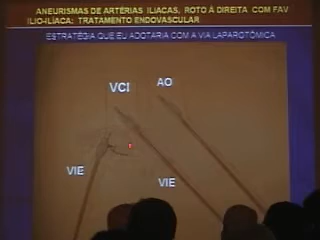 ANEURISMAS DE ARTÉRIAS ILIACAS, ROTO À DIREITA COM FAV
ILIO-ILÍACA: TRATAMENTO ENDOVASCULAR
ESTRATÉGIA QUE EU ADOTARIA COM A VIA LAPAROTÔMICA
VCI AO
VIE VIE